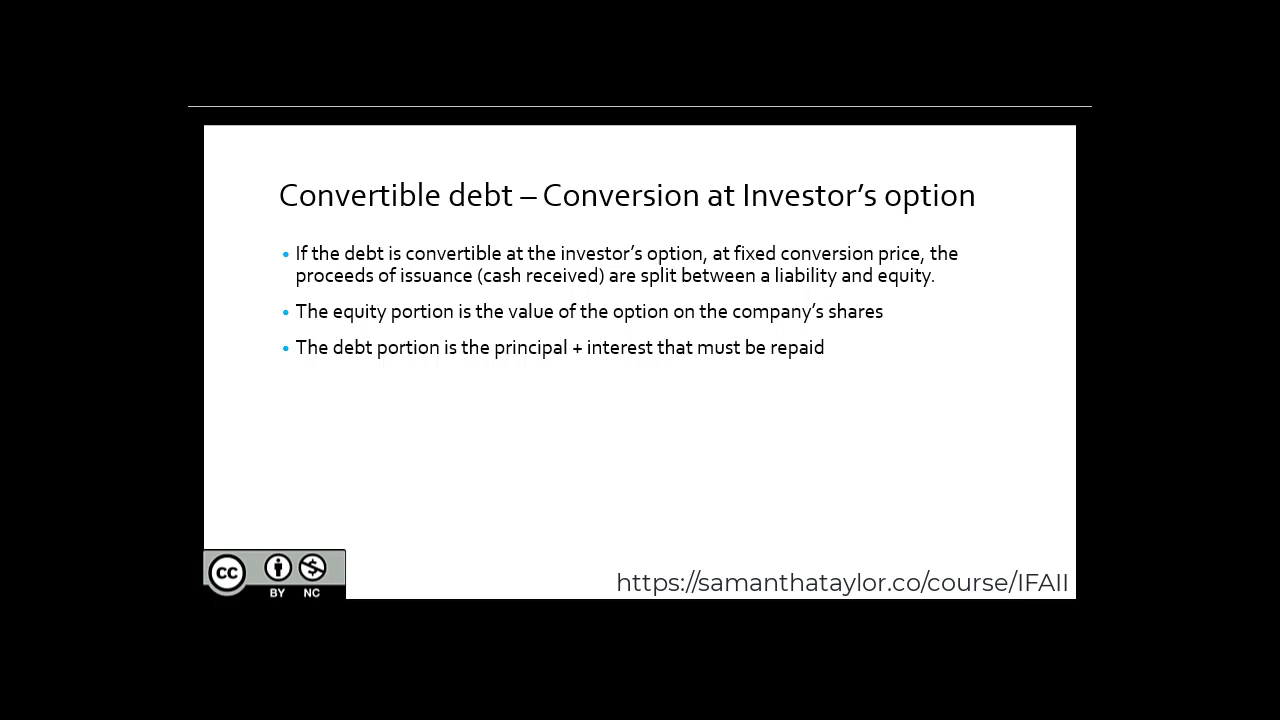 Convertible debt – Conversion at Investor’s option
• If the debt is convertible at the investor’s option, at fixed conversion price, the
proceeds of issuance (cash received) are split between a liability and equity.
• The equity portion is the value of the option on the company’s shares
• The debt portion is the principal + interest that must be repaid
cc
BY NC
https://samanthataylor.co/course/IFAII